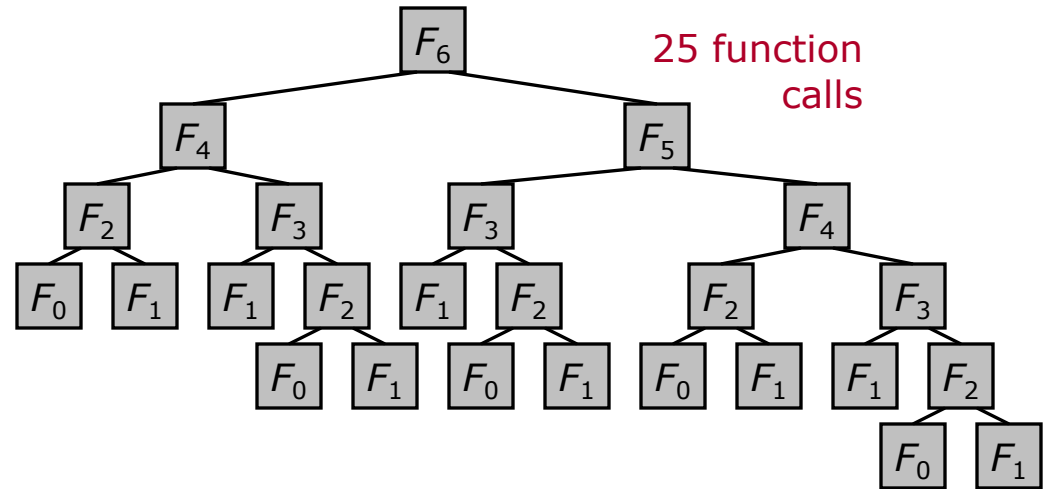 F₆
25 function
calls
F₄ F₅
F₂ F₃ F₃ F₄
F₀ F₁ F₁ F₂ F₁ F₂ F₂ F₃
F₀ F₁ F₀ F₁ F₀ F₁ F₁ F₂
F₀ F₁